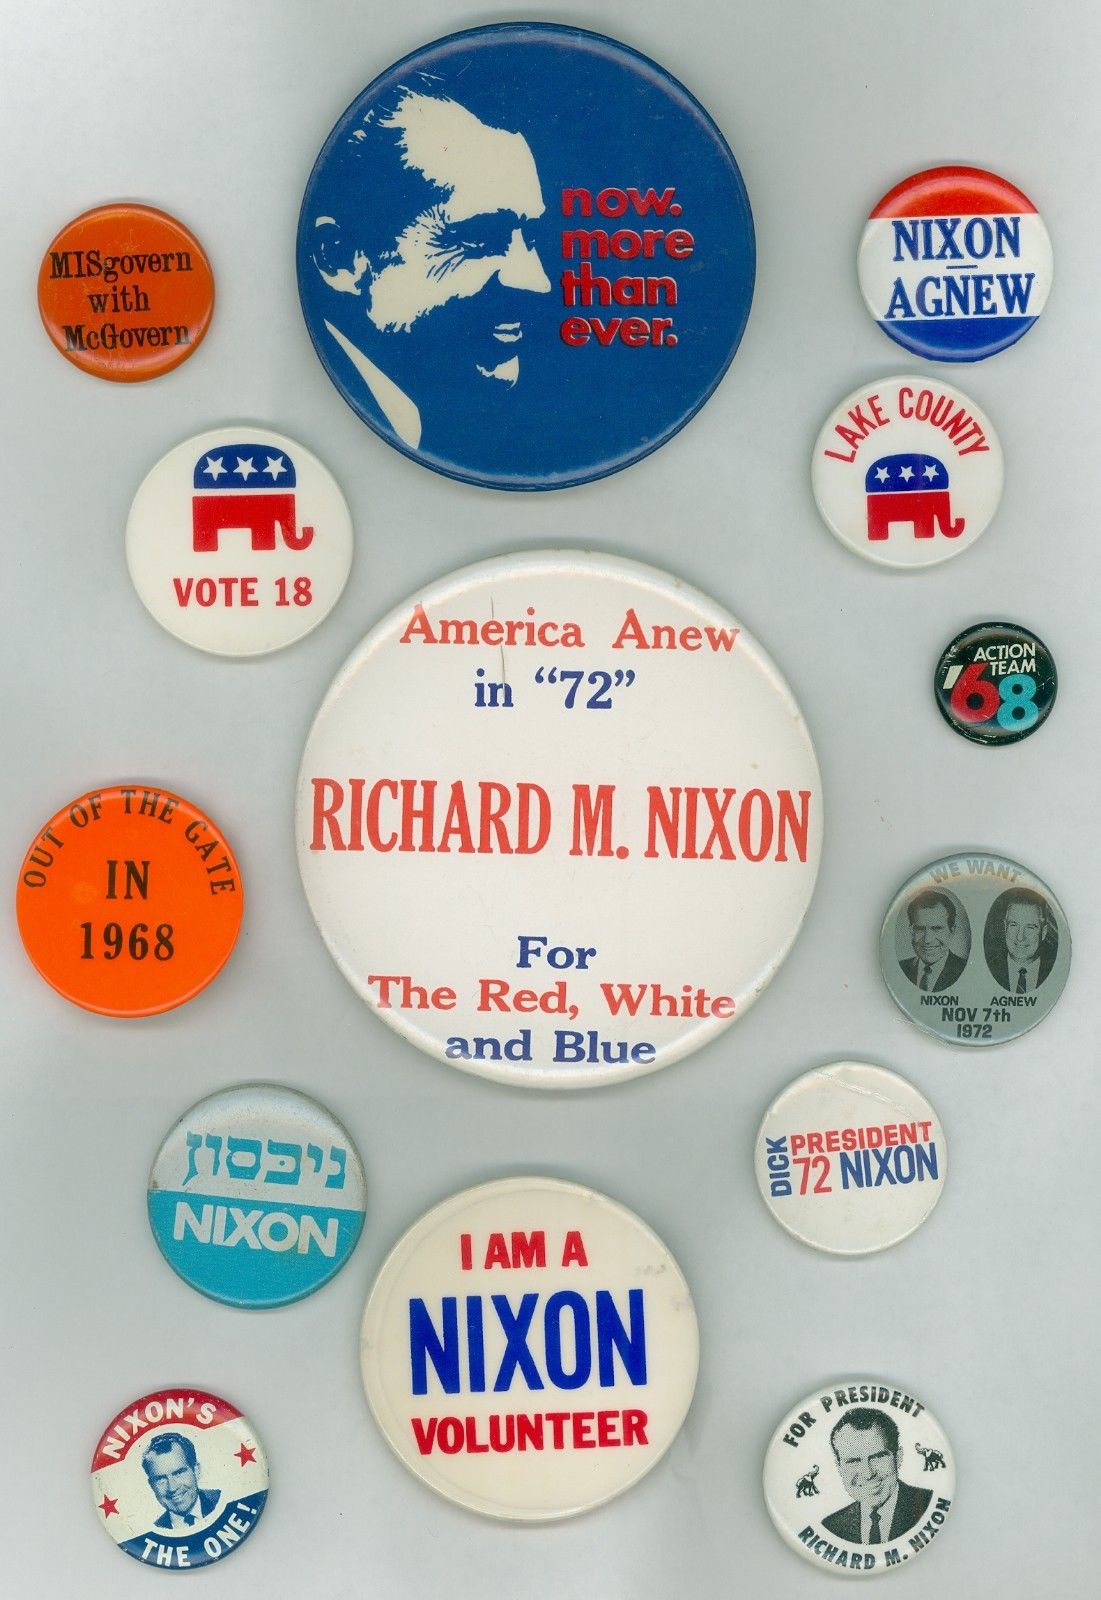 now.
more
than
ever.
MISgovern
with
McGovern
NIXON
AGNEW
LAKE COUNTY
VOTE 18
America Anew
in “72”
RICHARD M. NIXON
For
The Red, White
and Blue
ACTION
TEAM
'68
OUT OF THE GATE
IN
1968
WE WANT
NIXON AGNEW
NOV 7th
1972
ניכסון
NIXON
DICK
PRESIDENT
72 NIXON
I AM A
NIXON
VOLUNTEER
NIXON'S
THE ONE!
FOR PRESIDENT
RICHARD M. NIXON